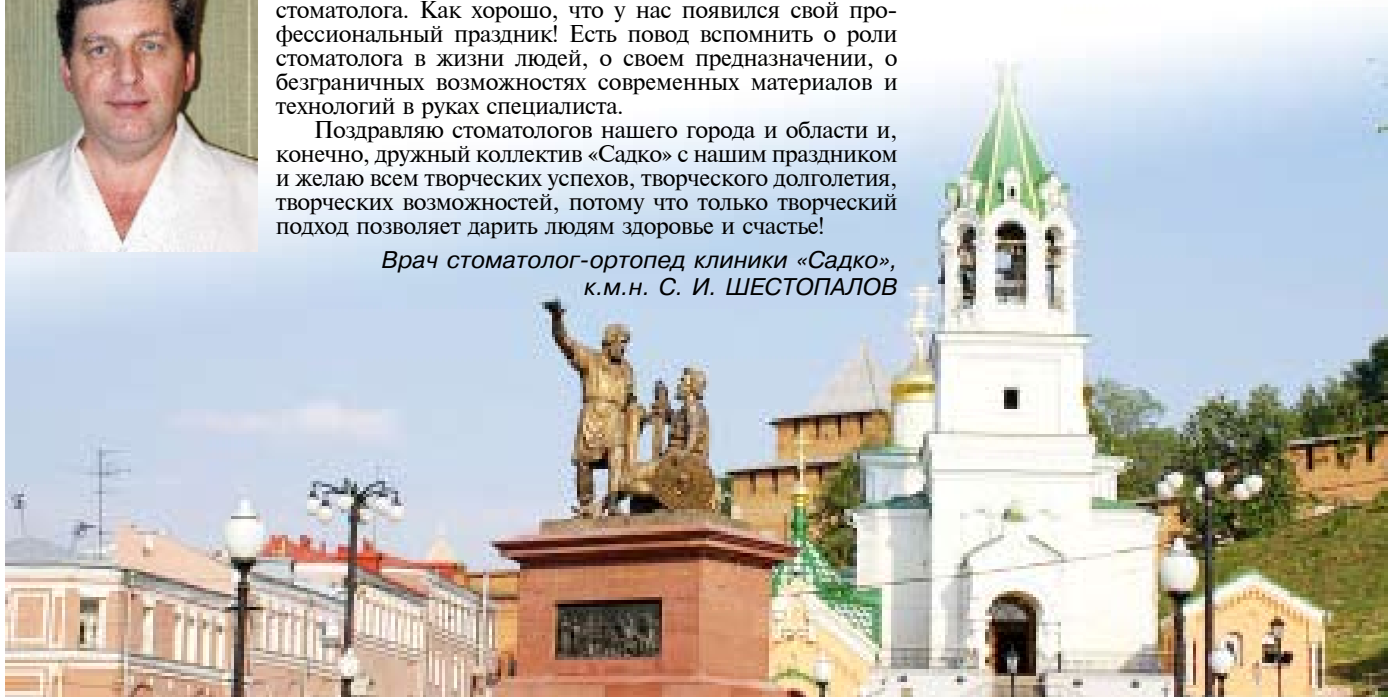 стоматолога. Как хорошо, что у нас появился свой про-
фессиональный праздник! Есть повод вспомнить о роли
стоматолога в жизни людей, о своем предназначении, о
безграничных возможностях современных материалов и
технологий в руках специалиста.
Поздравляю стоматологов нашего города и области и,
конечно, дружный коллектив «Садко» с нашим праздником
и желаю всем творческих успехов, творческого долголетия,
творческих возможностей, потому что только творческий
подход позволяет дарить людям здоровье и счастье!
Врач стоматолог-ортопед клиники «Садко»,
к.м.н. С. И. ШЕСТОПАЛОВ